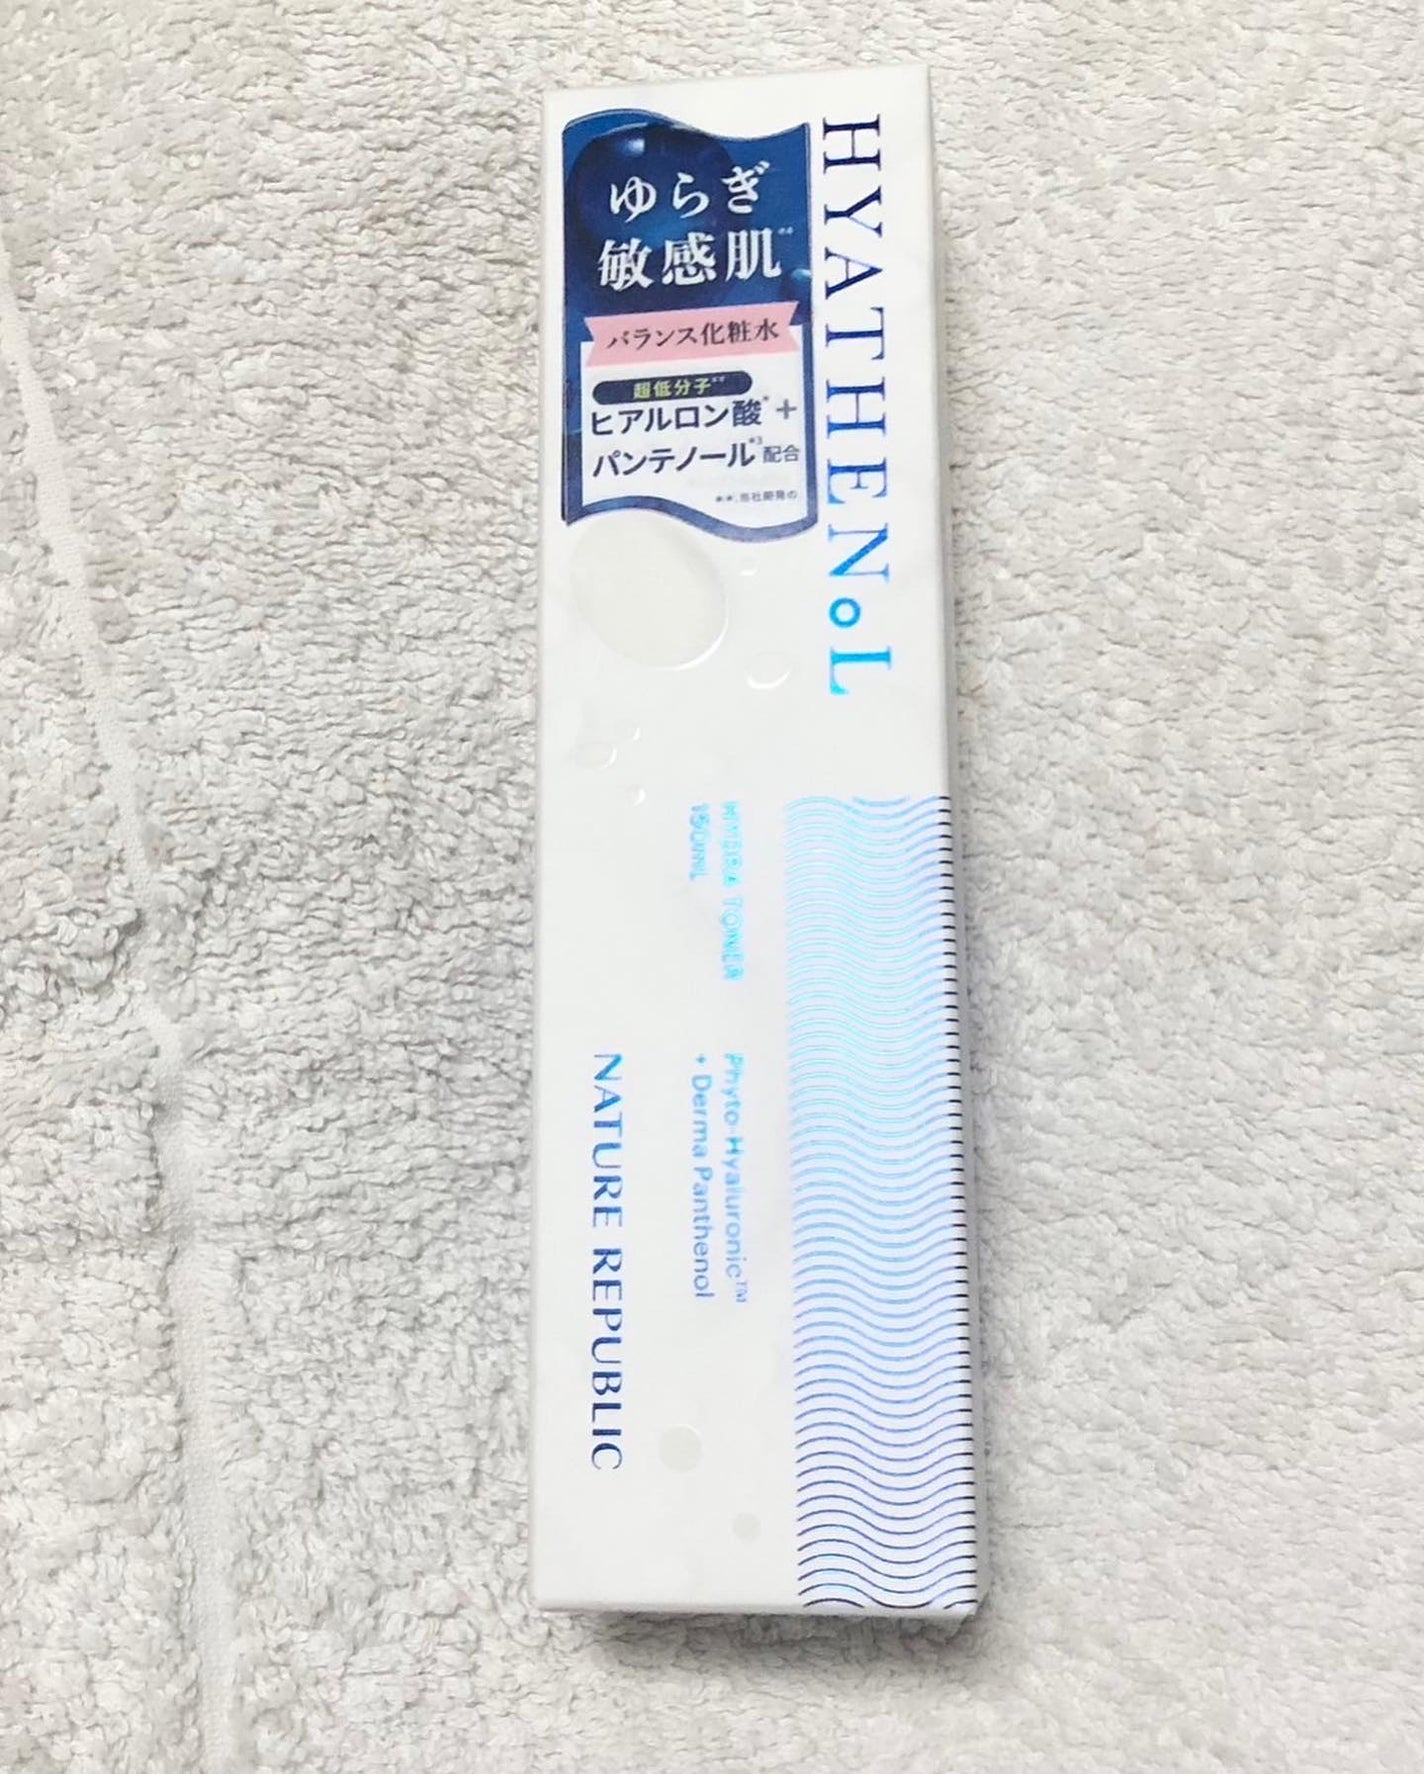 ゆらぎ
敏感肌
バランス化粧水
超低分子
ヒアルロン酸* +
パンテノール*3 配合
HYATHENoL
HYDRA TONER
150mL
Phyto-Hyaluronic™
+ Derma Panthenol
NATURE REPUBLIC